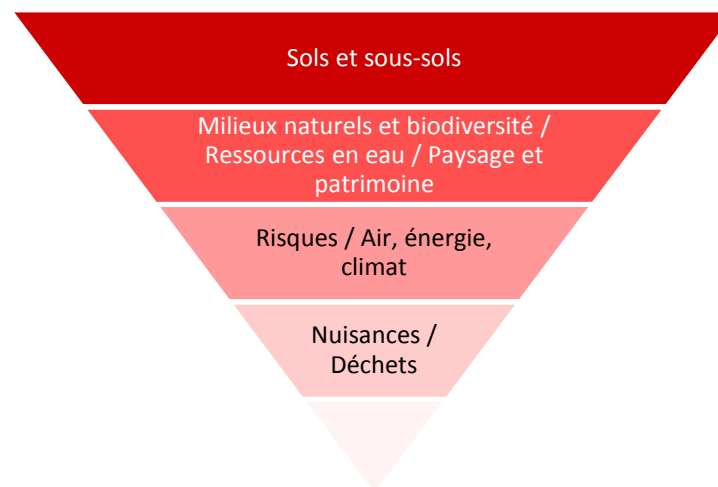 Sols et sous-sols
Milieux naturels et biodiversité /
Ressources en eau / Paysage et
patrimoine
Risques / Air, énergie,
climat
Nuisances /
Déchets